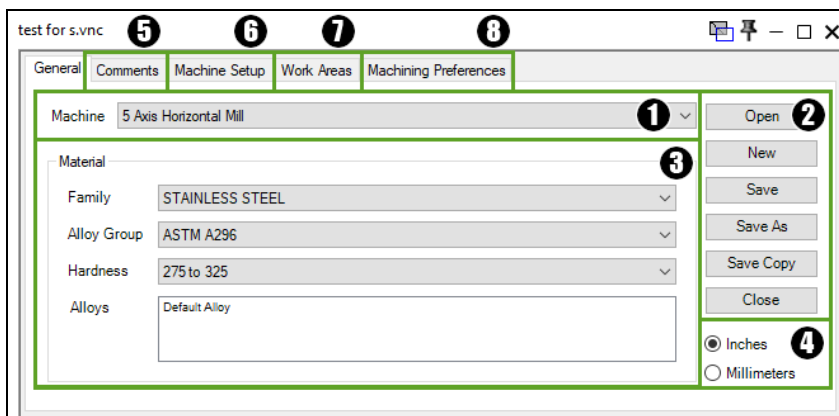 test for s.vnc
5 6 7 8
General Comments Machine Setup Work Areas Machining Preferences
Machine 5 Axis Horizontal Mill 1 Open 2
Material 3 New
Family STAINLESS STEEL Save
Alloy Group ASTM A296 Save As
Hardness 275 to 325 Save Copy
Alloys Default Alloy Close
Inches 4
Millimeters